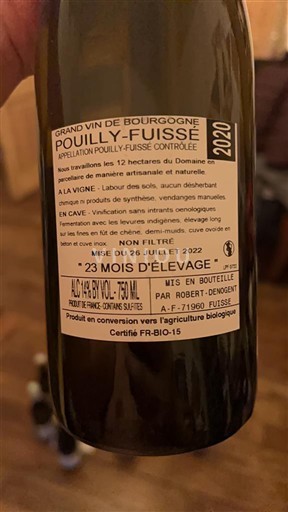 GRAND VIN DE BOURGOGNE
POUILLY-FUISSÉ
APPELLATION POUILLY-FUISSÉ CONTRÔLÉE
2020
Nous travaillons les 12 hectares du Domaine en
parcellaire de manière artisanale et naturelle.
A LA VIGNE - Labour des sols, aucun désherbant
chimique ni produits de synthèse, vendanges manuelles.
EN CAVE - Vinification sans intrants oenologiques
Fermentation avec les levures indigènes, élevage long
sur les fines en fût de chêne, demi-muids, cuve ovoïde en
béton et cuve inox. NON FILTRÉ
MISE DU 26 JUILLET 2022
" 23 MOIS D'ÉLEVAGE "
ALC 14% BY VOL - 750 ML
PRODUIT DE FRANCE - CONTAINS SULFITES
MIS EN BOUTEILLE
PAR ROBERT-DENOGENT
A - F - 71960 FUISSÉ
Produit en conversion vers l'agriculture biologique
Certifié FR-BIO-15